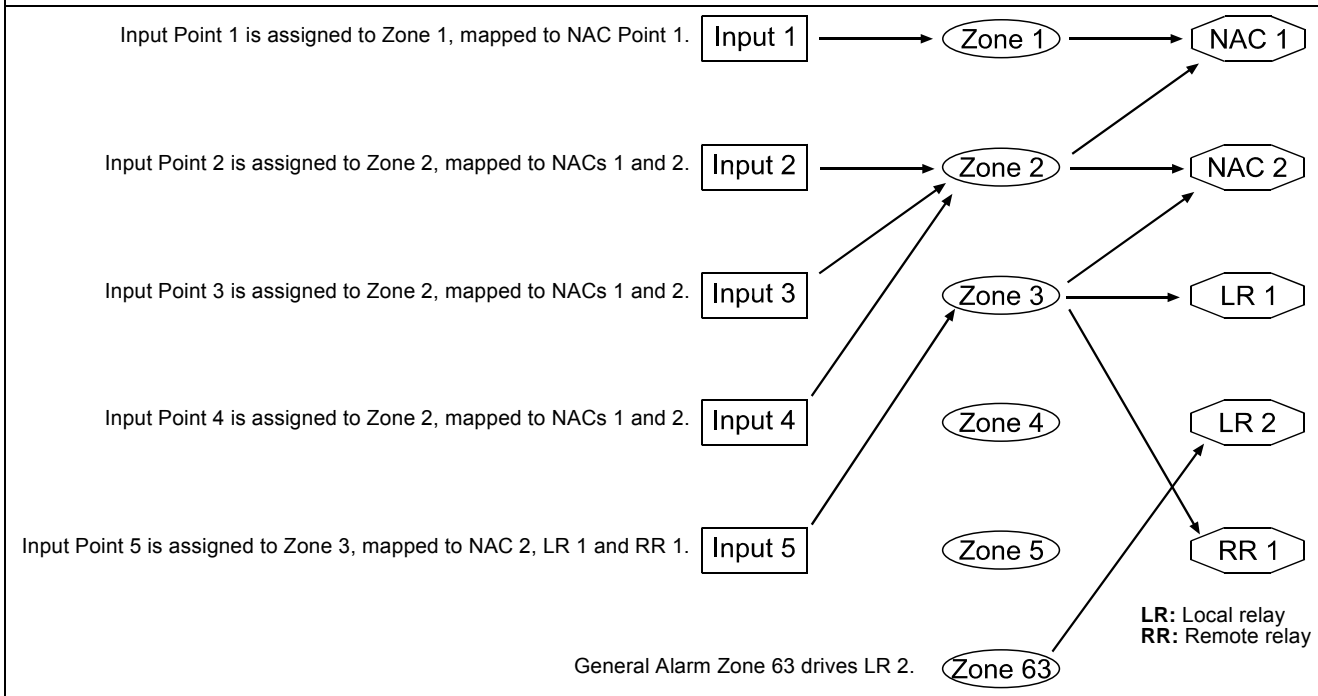 Input Point 1 is assigned to Zone 1, mapped to NAC Point 1. Input 1 Zone 1 NAC 1
Input Point 2 is assigned to Zone 2, mapped to NACs 1 and 2. Input 2 Zone 2 NAC 2
Input Point 3 is assigned to Zone 2, mapped to NACs 1 and 2. Input 3 Zone 3 LR 1
Input Point 4 is assigned to Zone 2, mapped to NACs 1 and 2. Input 4 Zone 4 LR 2
Input Point 5 is assigned to Zone 3, mapped to NAC 2, LR 1 and RR 1. Input 5 Zone 5 RR 1
LR: Local relay
RR: Remote relay
General Alarm Zone 63 drives LR 2. Zone 63